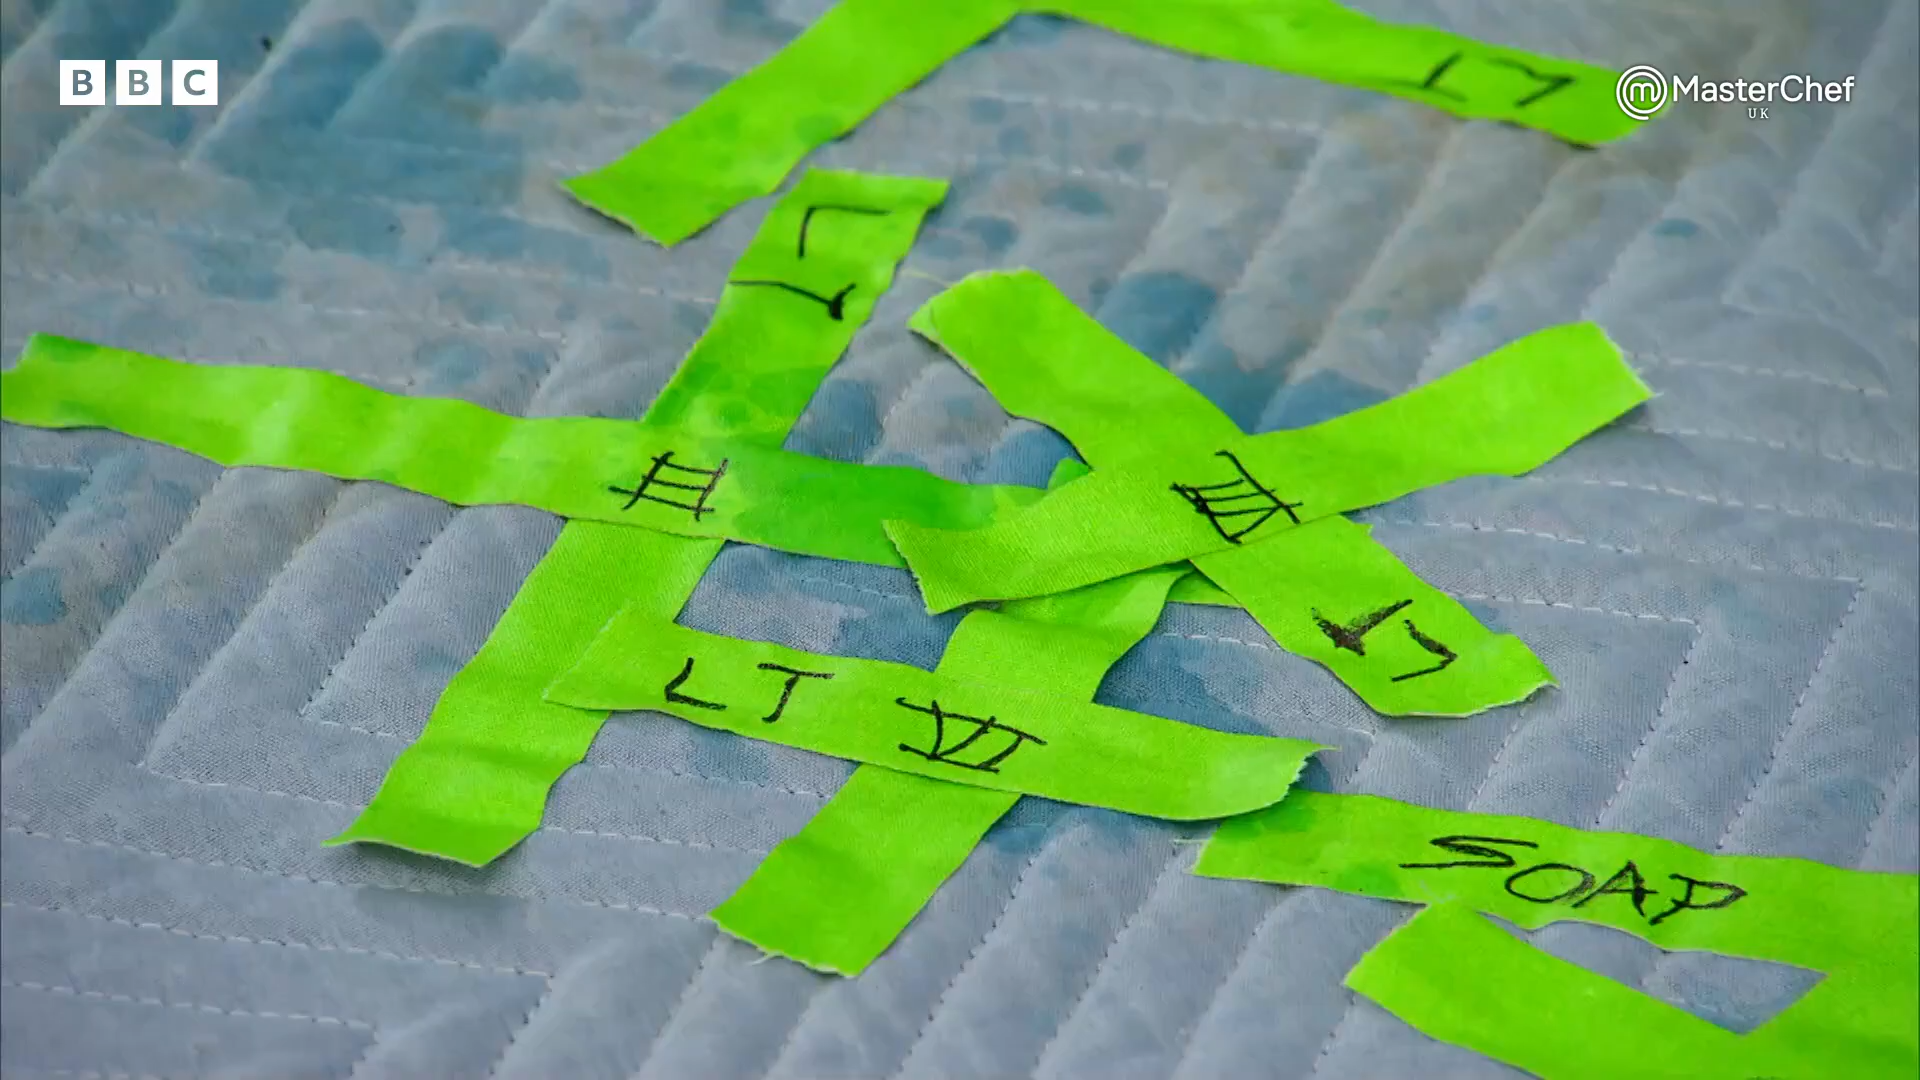 BBC
MasterChef
UK
LT
LT
III
VIII
LT
LT VI
SOAP